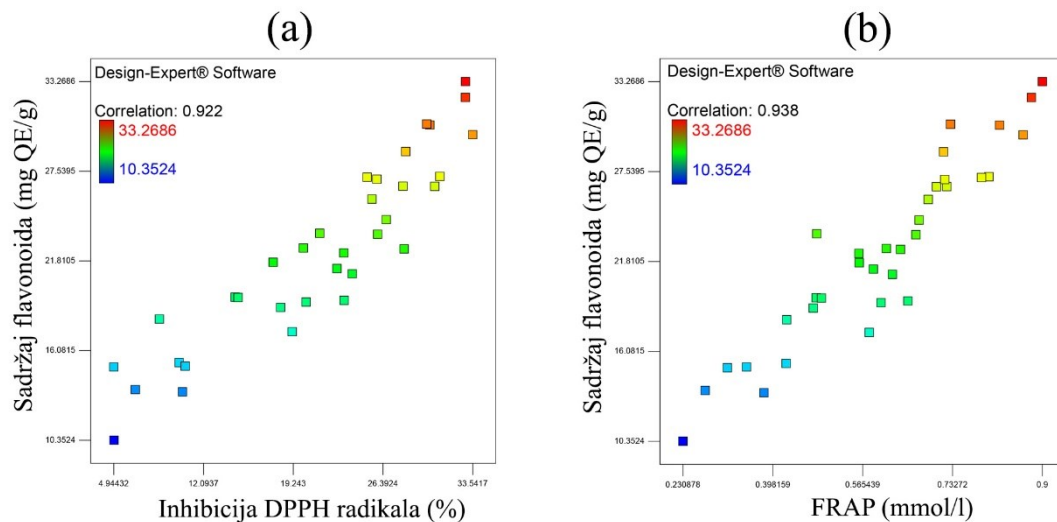 (a)
Design-Expert® Software
Correlation: 0.922
33.2686
10.3524
33.2686
27.5395
21.8105
16.0815
10.3524
Sadržaj flavonoida (mg QE/g)
4.94432 12.0937 19.243 26.3924 33.5417
Inhibicija DPPH radikala (%)
(b)
Design-Expert® Software
Correlation: 0.938
33.2686
10.3524
33.2686
27.5395
21.8105
16.0815
10.3524
Sadržaj flavonoida (mg QE/g)
0.230878 0.398159 0.565439 0.73272 0.9
FRAP (mmol/l)